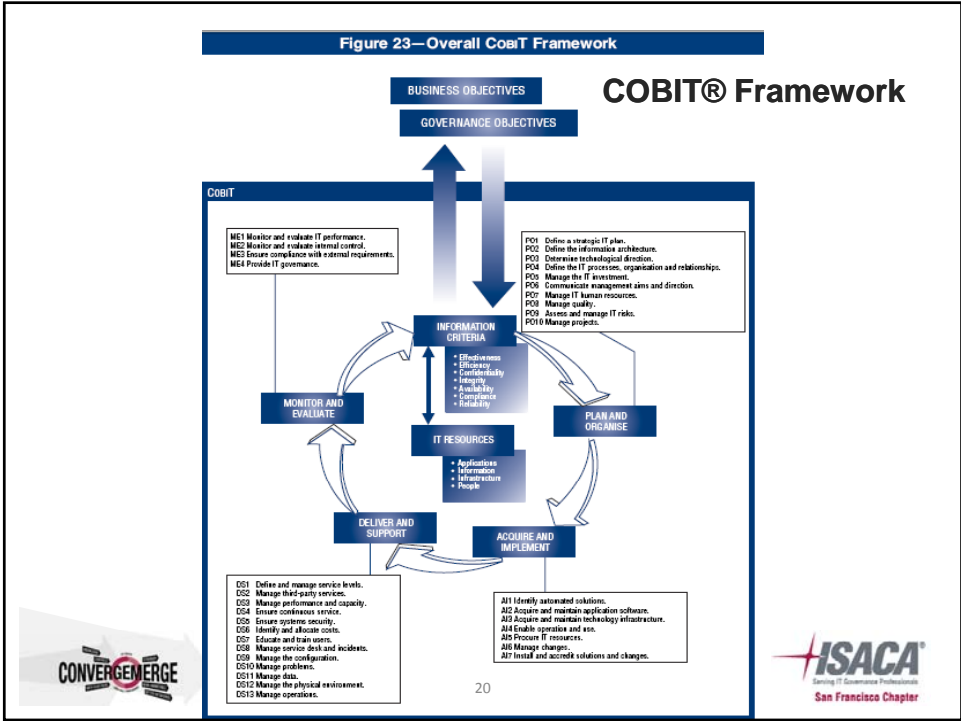 Figure 23—Overall COBIT Framework
COBIT® Framework
BUSINESS OBJECTIVES
GOVERNANCE OBJECTIVES
COBIT
ME1 Monitor and evaluate IT performance.
ME2 Monitor and evaluate internal control.
ME3 Ensure compliance with external requirements.
ME4 Provide IT governance.
PO1 Define a strategic IT plan.
PO2 Define the information architecture.
PO3 Determine technological direction.
PO4 Define the IT processes, organisation and relationships.
PO5 Manage the IT investment.
PO6 Communicate management aims and direction.
PO7 Manage IT human resources.
PO8 Manage quality.
PO9 Assess and manage IT risks.
PO10 Manage projects.
INFORMATION
CRITERIA
• Effectiveness
• Efficiency
• Confidentiality
• Integrity
• Availability
• Compliance
• Reliability
MONITOR AND
EVALUATE
PLAN AND
ORGANISE
IT RESOURCES
• Applications
• Information
• Infrastructure
• People
DELIVER AND
SUPPORT
ACQUIRE AND
IMPLEMENT
DS1 Define and manage service levels.
DS2 Manage third-party services.
DS3 Manage performance and capacity.
DS4 Ensure continuous service.
DS5 Ensure systems security.
DS6 Identify and allocate costs.
DS7 Educate and train users.
DS8 Manage service desk and incidents.
DS9 Manage the configuration.
DS10 Manage problems.
DS11 Manage data.
DS12 Manage the physical environment.
DS13 Manage operations.
AI1 Identify automated solutions.
AI2 Acquire and maintain application software.
AI3 Acquire and maintain technology infrastructure.
AI4 Enable operation and use.
AI5 Procure IT resources.
AI6 Manage changes.
AI7 Install and accredit solutions and changes.
CONVERGEMERGE
20
ISACA®
Serving IT Governance Professionals
San Francisco Chapter